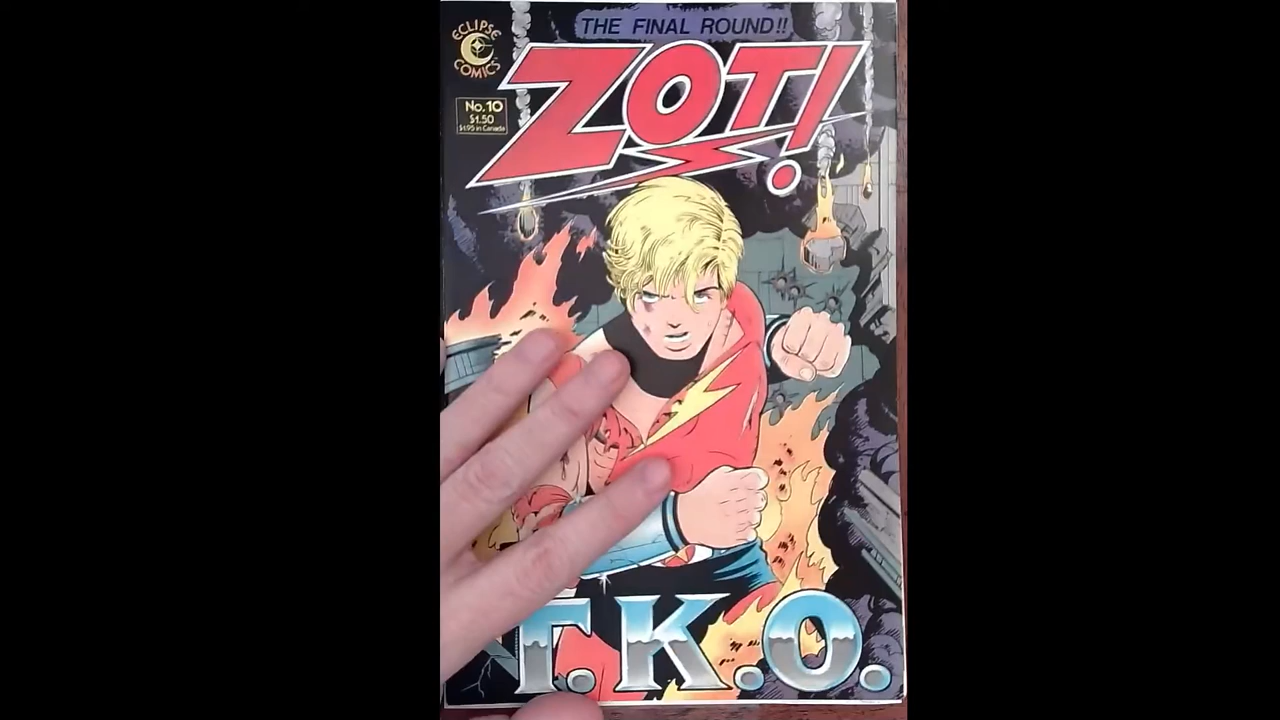 THE FINAL ROUND!!
ECLIPSE
COMICS
ZOT!
No.10
$1.50
$1.95 in Canada
T.K.O.